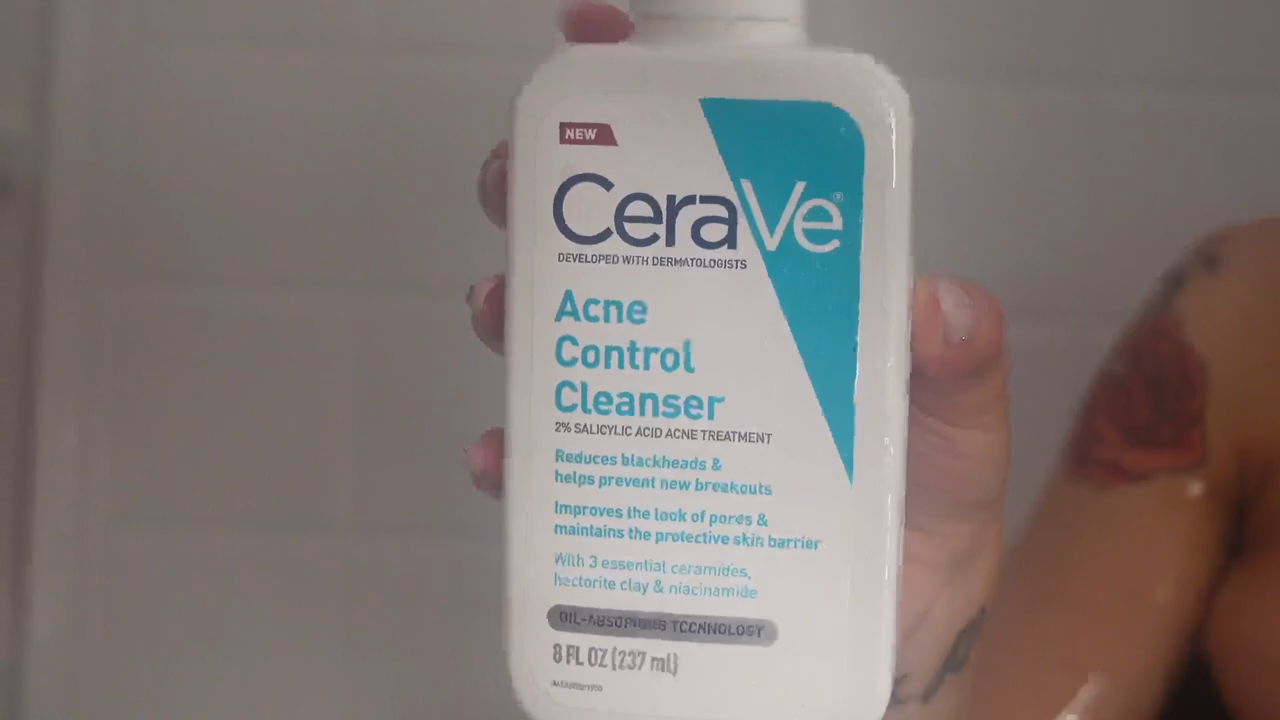 NEW
CeraVe®
DEVELOPED WITH DERMATOLOGISTS
Acne
Control
Cleanser
2% SALICYLIC ACID ACNE TREATMENT
Reduces blackheads &
helps prevent new breakouts
Improves the look of pores &
maintains the protective skin barrier
With 3 essential ceramides,
hectorite clay & niacinamide
OIL-ABSORBING TECHNOLOGY
8 FL OZ (237 mL)